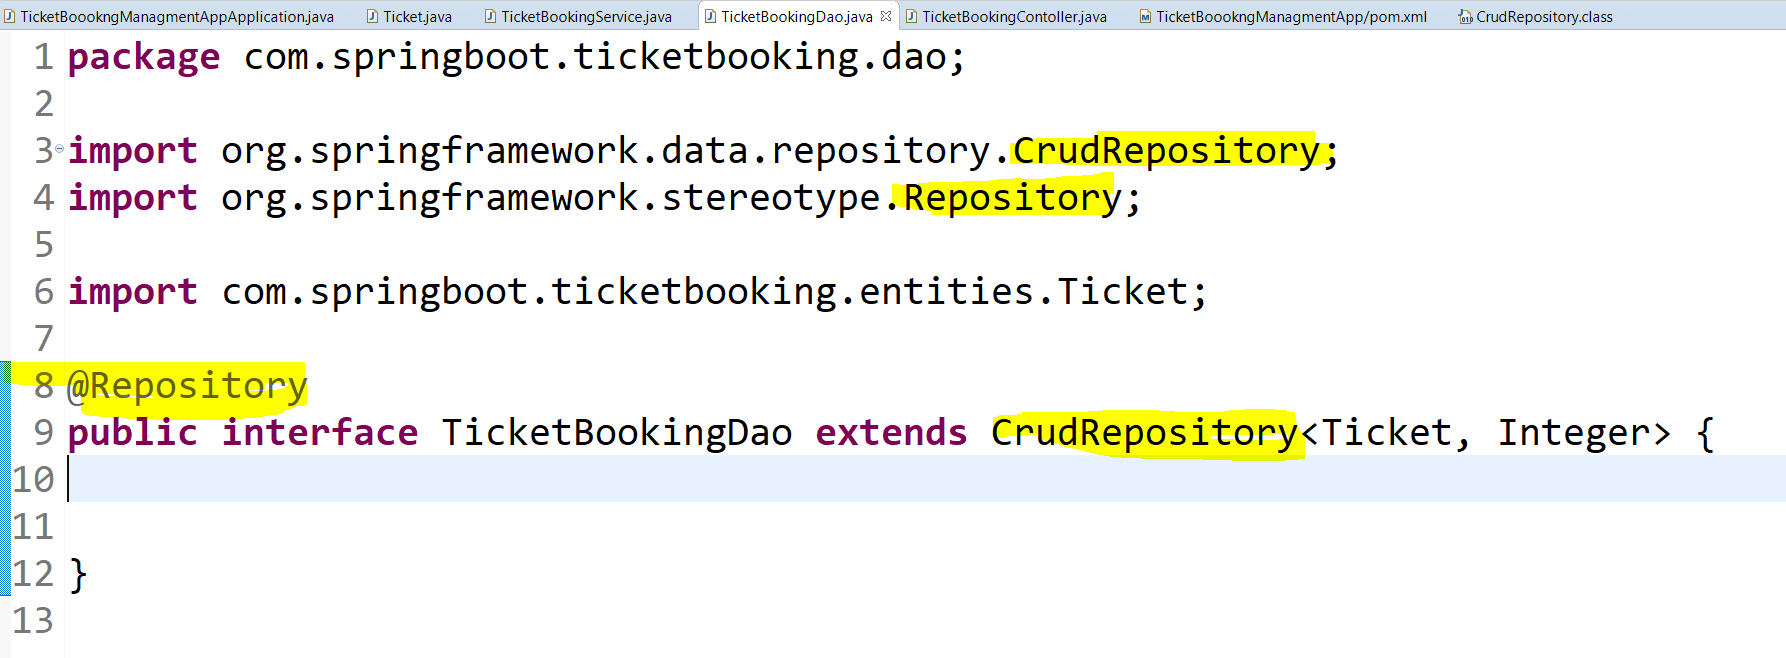 TicketBoookngManagmentAppApplication.java Ticket.java TicketBookingService.java TicketBookingDao.java TicketBookingContoller.java TicketBoookngManagmentApp/pom.xml CrudRepository.class
1 package com.springboot.ticketbooking.dao;
2
3 import org.springframework.data.repository.CrudRepository;
4 import org.springframework.stereotype.Repository;
5
6 import com.springboot.ticketbooking.entities.Ticket;
7
8 @Repository
9 public interface TicketBookingDao extends CrudRepository<Ticket, Integer> {
10
11
12 }
13